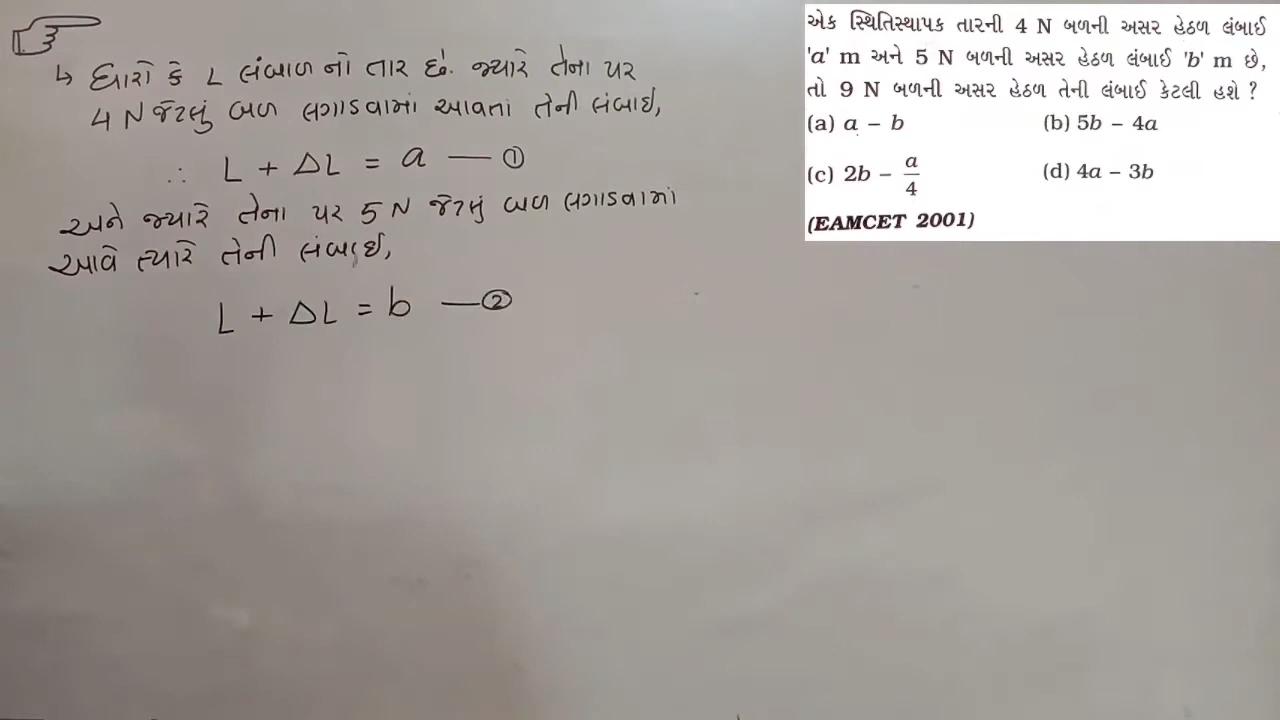 ↳ ધારો કે L લંબાઈ નો તાર છે. જ્યારે તેના પર
4 N જેટલું બળ લગાડવામાં આવતા તેની લંબાઈ,
∴ L + ΔL = a — ①
અને જ્યારે તેના પર 5 N જેટલું બળ લગાડવામાં
આવે ત્યારે તેની લંબાઈ,
L + ΔL = b — ②
એક સ્થિતિસ્થાપક તારની 4 N બળની અસર હેઠળ લંબાઈ
'a' m અને 5 N બળની અસર હેઠળ લંબાઈ 'b' m છે,
તો 9 N બળની અસર હેઠળ તેની લંબાઈ કેટલી હશે ?
(a) a – b (b) 5b – 4a
(c) 2b – a/4 (d) 4a – 3b
(EAMCET 2001)